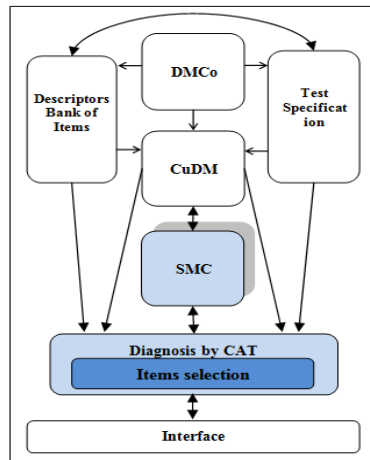 DMCo
Descriptors
Bank of
Items
Test
Specificat
ion
CuDM
SMC
Diagnosis by CAT
Items selection
Interface